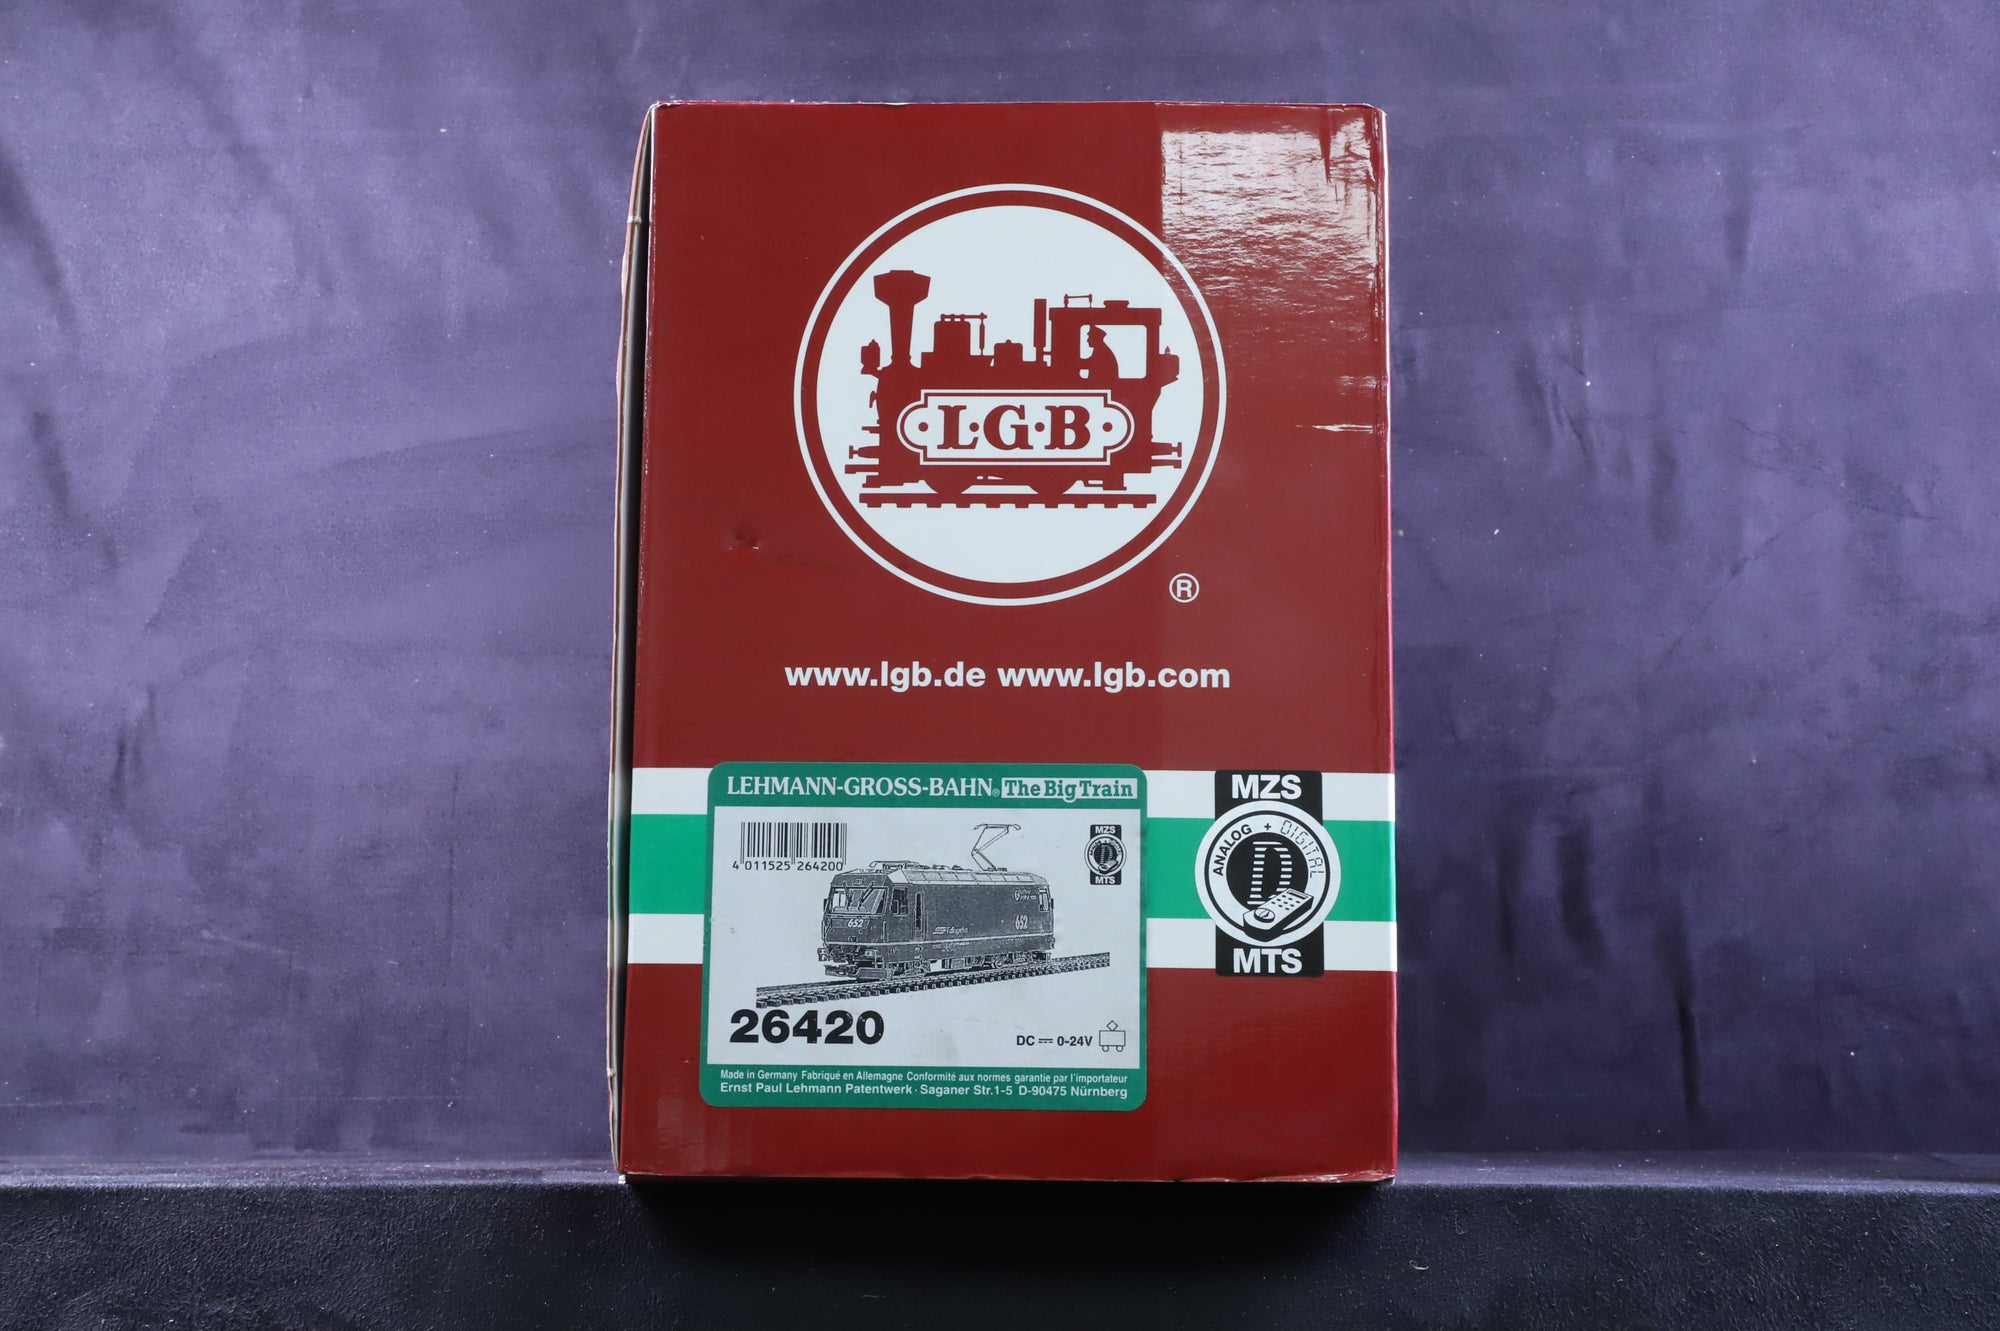 L·G·B
®
www.lgb.de www.lgb.com
LEHMANN-GROSS-BAHN® The Big Train
4 011525 264200
MZS
MTS
652
652
26420
DC 0-24V
Made in Germany Fabriqué en Allemagne Conformité aux normes garantie par l'importateur
Ernst Paul Lehmann Patentwerk · Saganer Str.1-5 D-90475 Nürnberg
MZS
ANALOG + DIGITAL
D
MTS